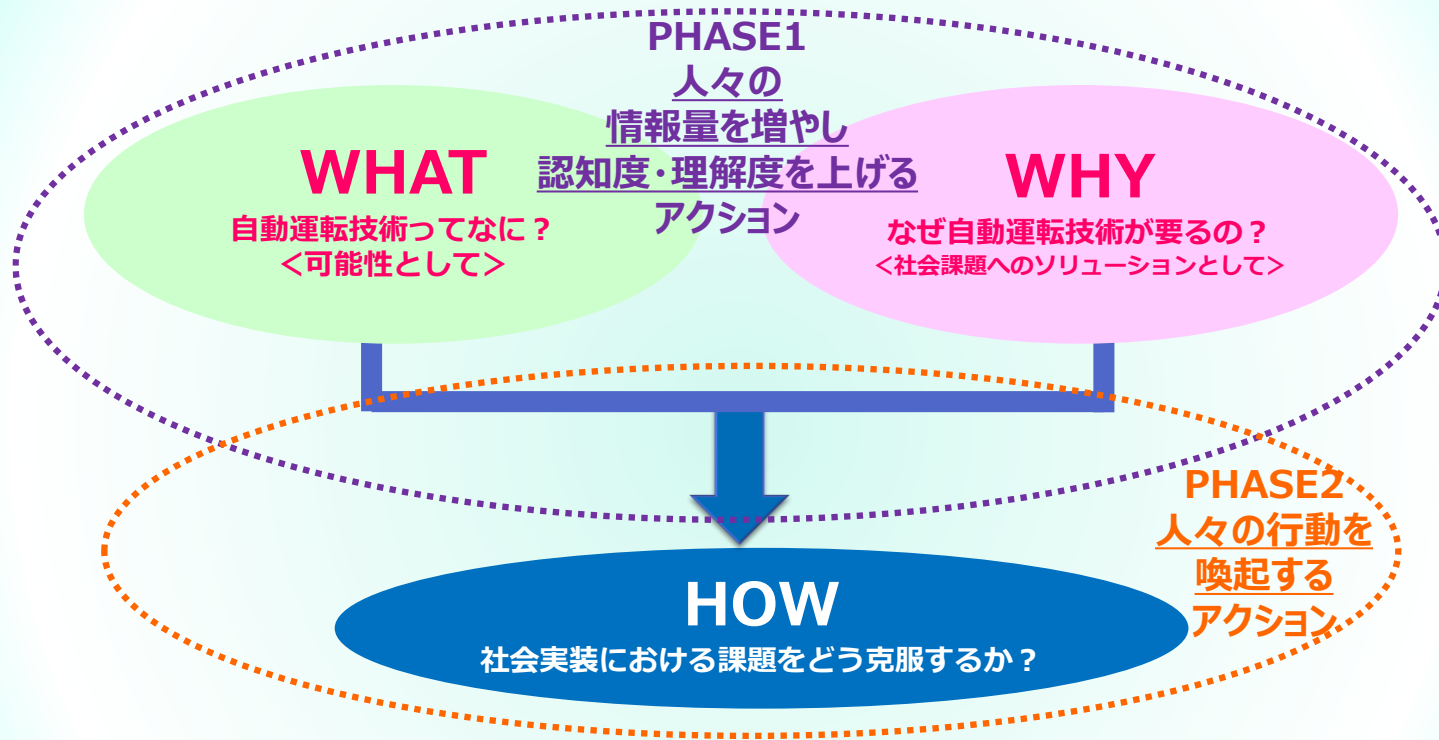 PHASE1
人々の
情報量を増やし
認知度・理解度を上げる
アクション
WHAT
自動運転技術ってなに？
<可能性として>
WHY
なぜ自動運転技術が要るの？
<社会課題へのソリューションとして>
PHASE2
人々の行動を
喚起する
アクション
HOW
社会実装における課題をどう克服するか？